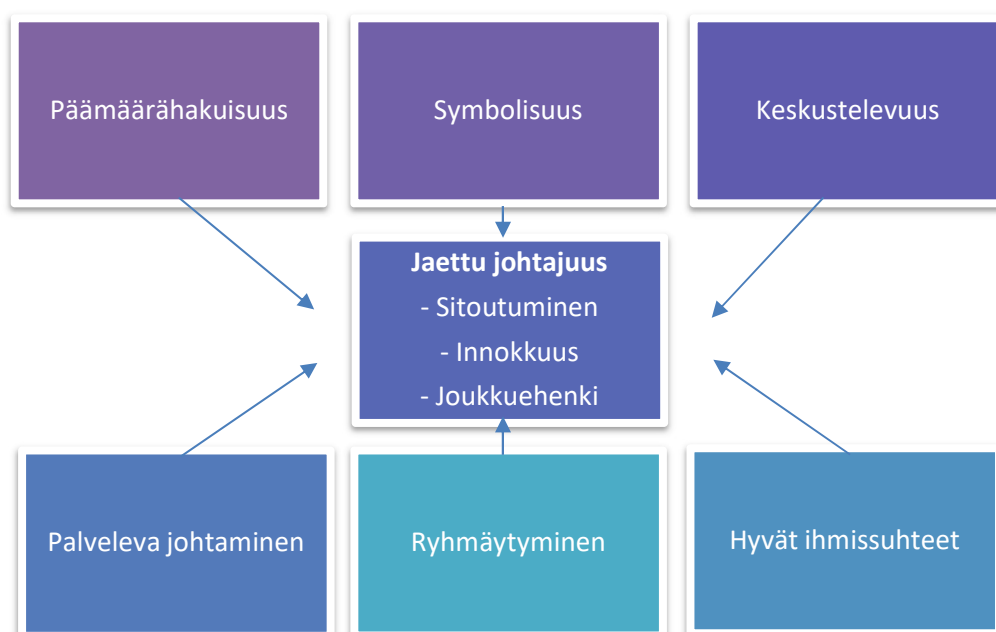 Päämäärähakuisuus
Symbolisuus
Keskustelevuus
Jaettu johtajuus
- Sitoutuminen
- Innokkuus
- Joukkuehenki
Palveleva johtaminen
Ryhmäytyminen
Hyvät ihmissuhteet